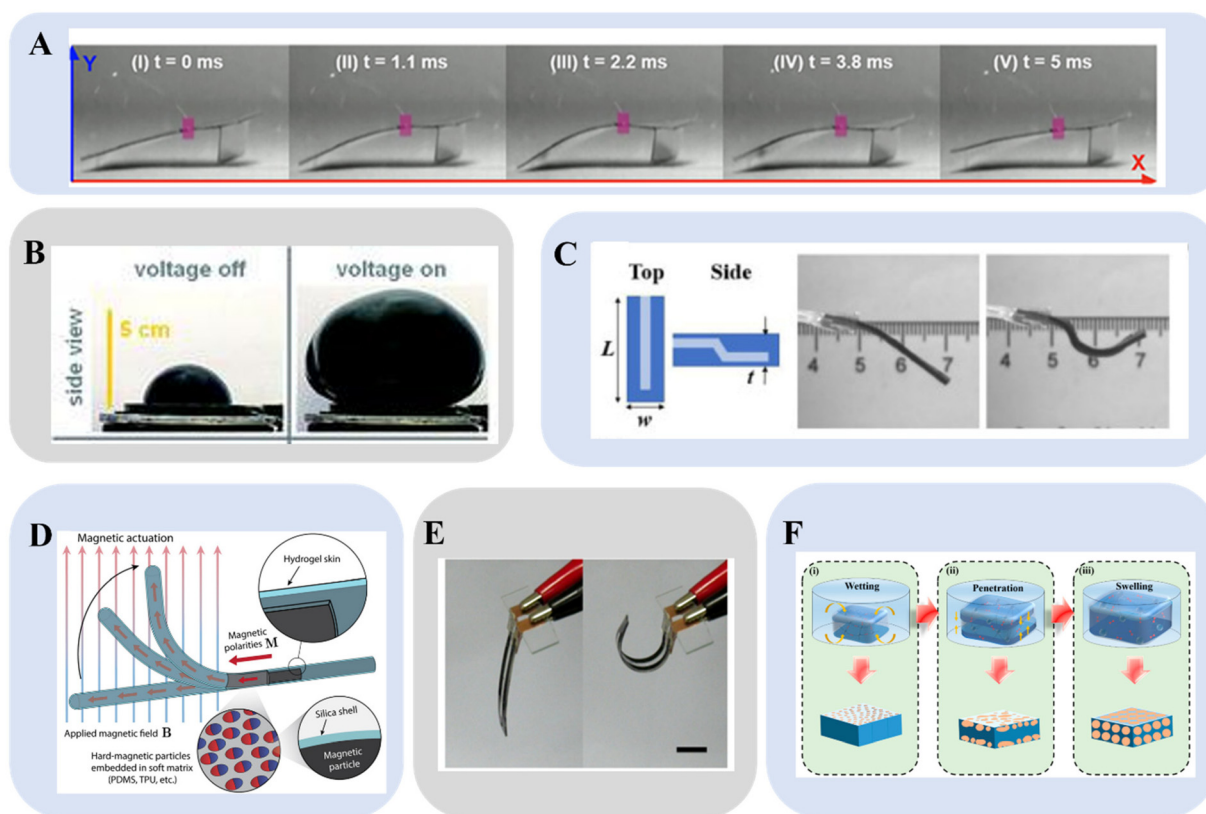 A
Y
(I) t = 0 ms
(II) t = 1.1 ms
(III) t = 2.2 ms
(IV) t = 3.8 ms
(V) t = 5 ms
X
B
voltage off
voltage on
side view
5 cm
C
Top
Side
L
w
t
4 5 6 7
4 5 6 7
D
Magnetic actuation
Hydrogel skin
Magnetic
polarities M
Applied magnetic field B
Silica shell
Magnetic
particle
Hard-magnetic particles
embedded in soft matrix
(PDMS, TPU, etc.)
E
F
(i)
Wetting
(ii)
Penetration
(iii)
Swelling